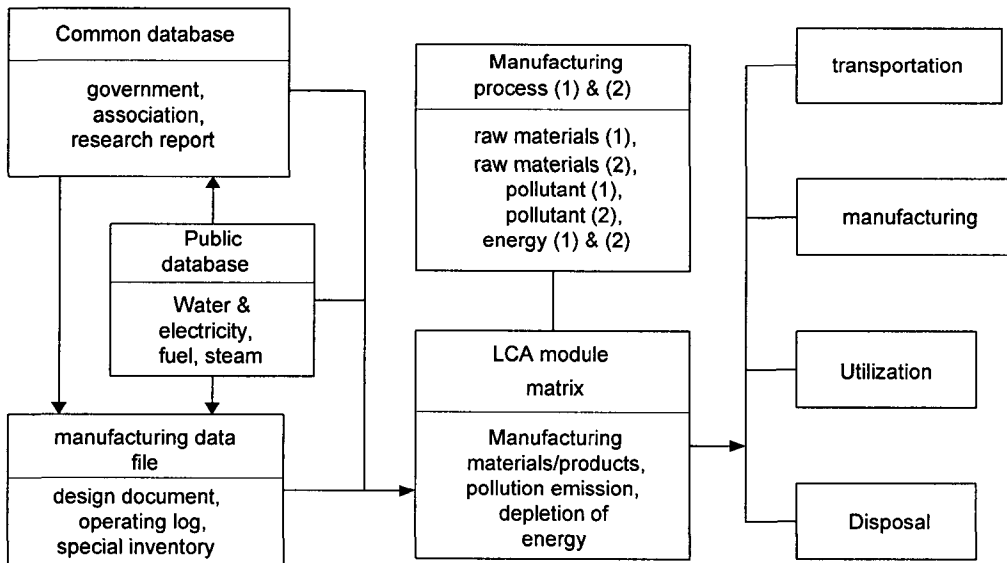 Common database
government,
association,
research report
Public
database
Water &
electricity,
fuel, steam
manufacturing data
file
design document,
operating log,
special inventory
Manufacturing
process (1) & (2)
raw materials (1),
raw materials (2),
pollutant (1),
pollutant (2),
energy (1) & (2)
LCA module
matrix
Manufacturing
materials/products,
pollution emission,
depletion of
energy
transportation
manufacturing
Utilization
Disposal